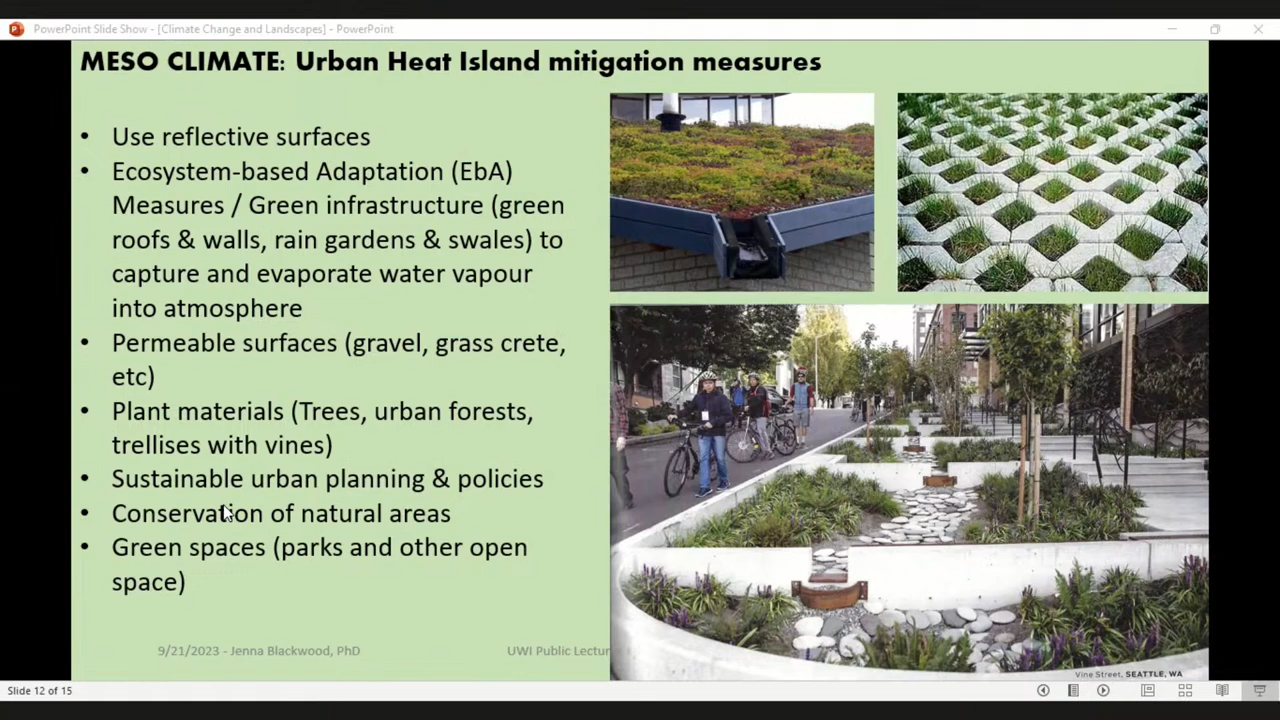 PowerPoint Slide Show - [Climate Change and Landscapes] - PowerPoint
MESO CLIMATE: Urban Heat Island mitigation measures
• Use reflective surfaces
• Ecosystem-based Adaptation (EbA)
Measures / Green infrastructure (green
roofs & walls, rain gardens & swales) to
capture and evaporate water vapour
into atmosphere
• Permeable surfaces (gravel, grass crete,
etc)
• Plant materials (Trees, urban forests,
trellises with vines)
• Sustainable urban planning & policies
• Conservation of natural areas
• Green spaces (parks and other open
space)
9/21/2023 - Jenna Blackwood, PhD
UWI Public Lectur
Vine Street, SEATTLE, WA
Slide 12 of 15